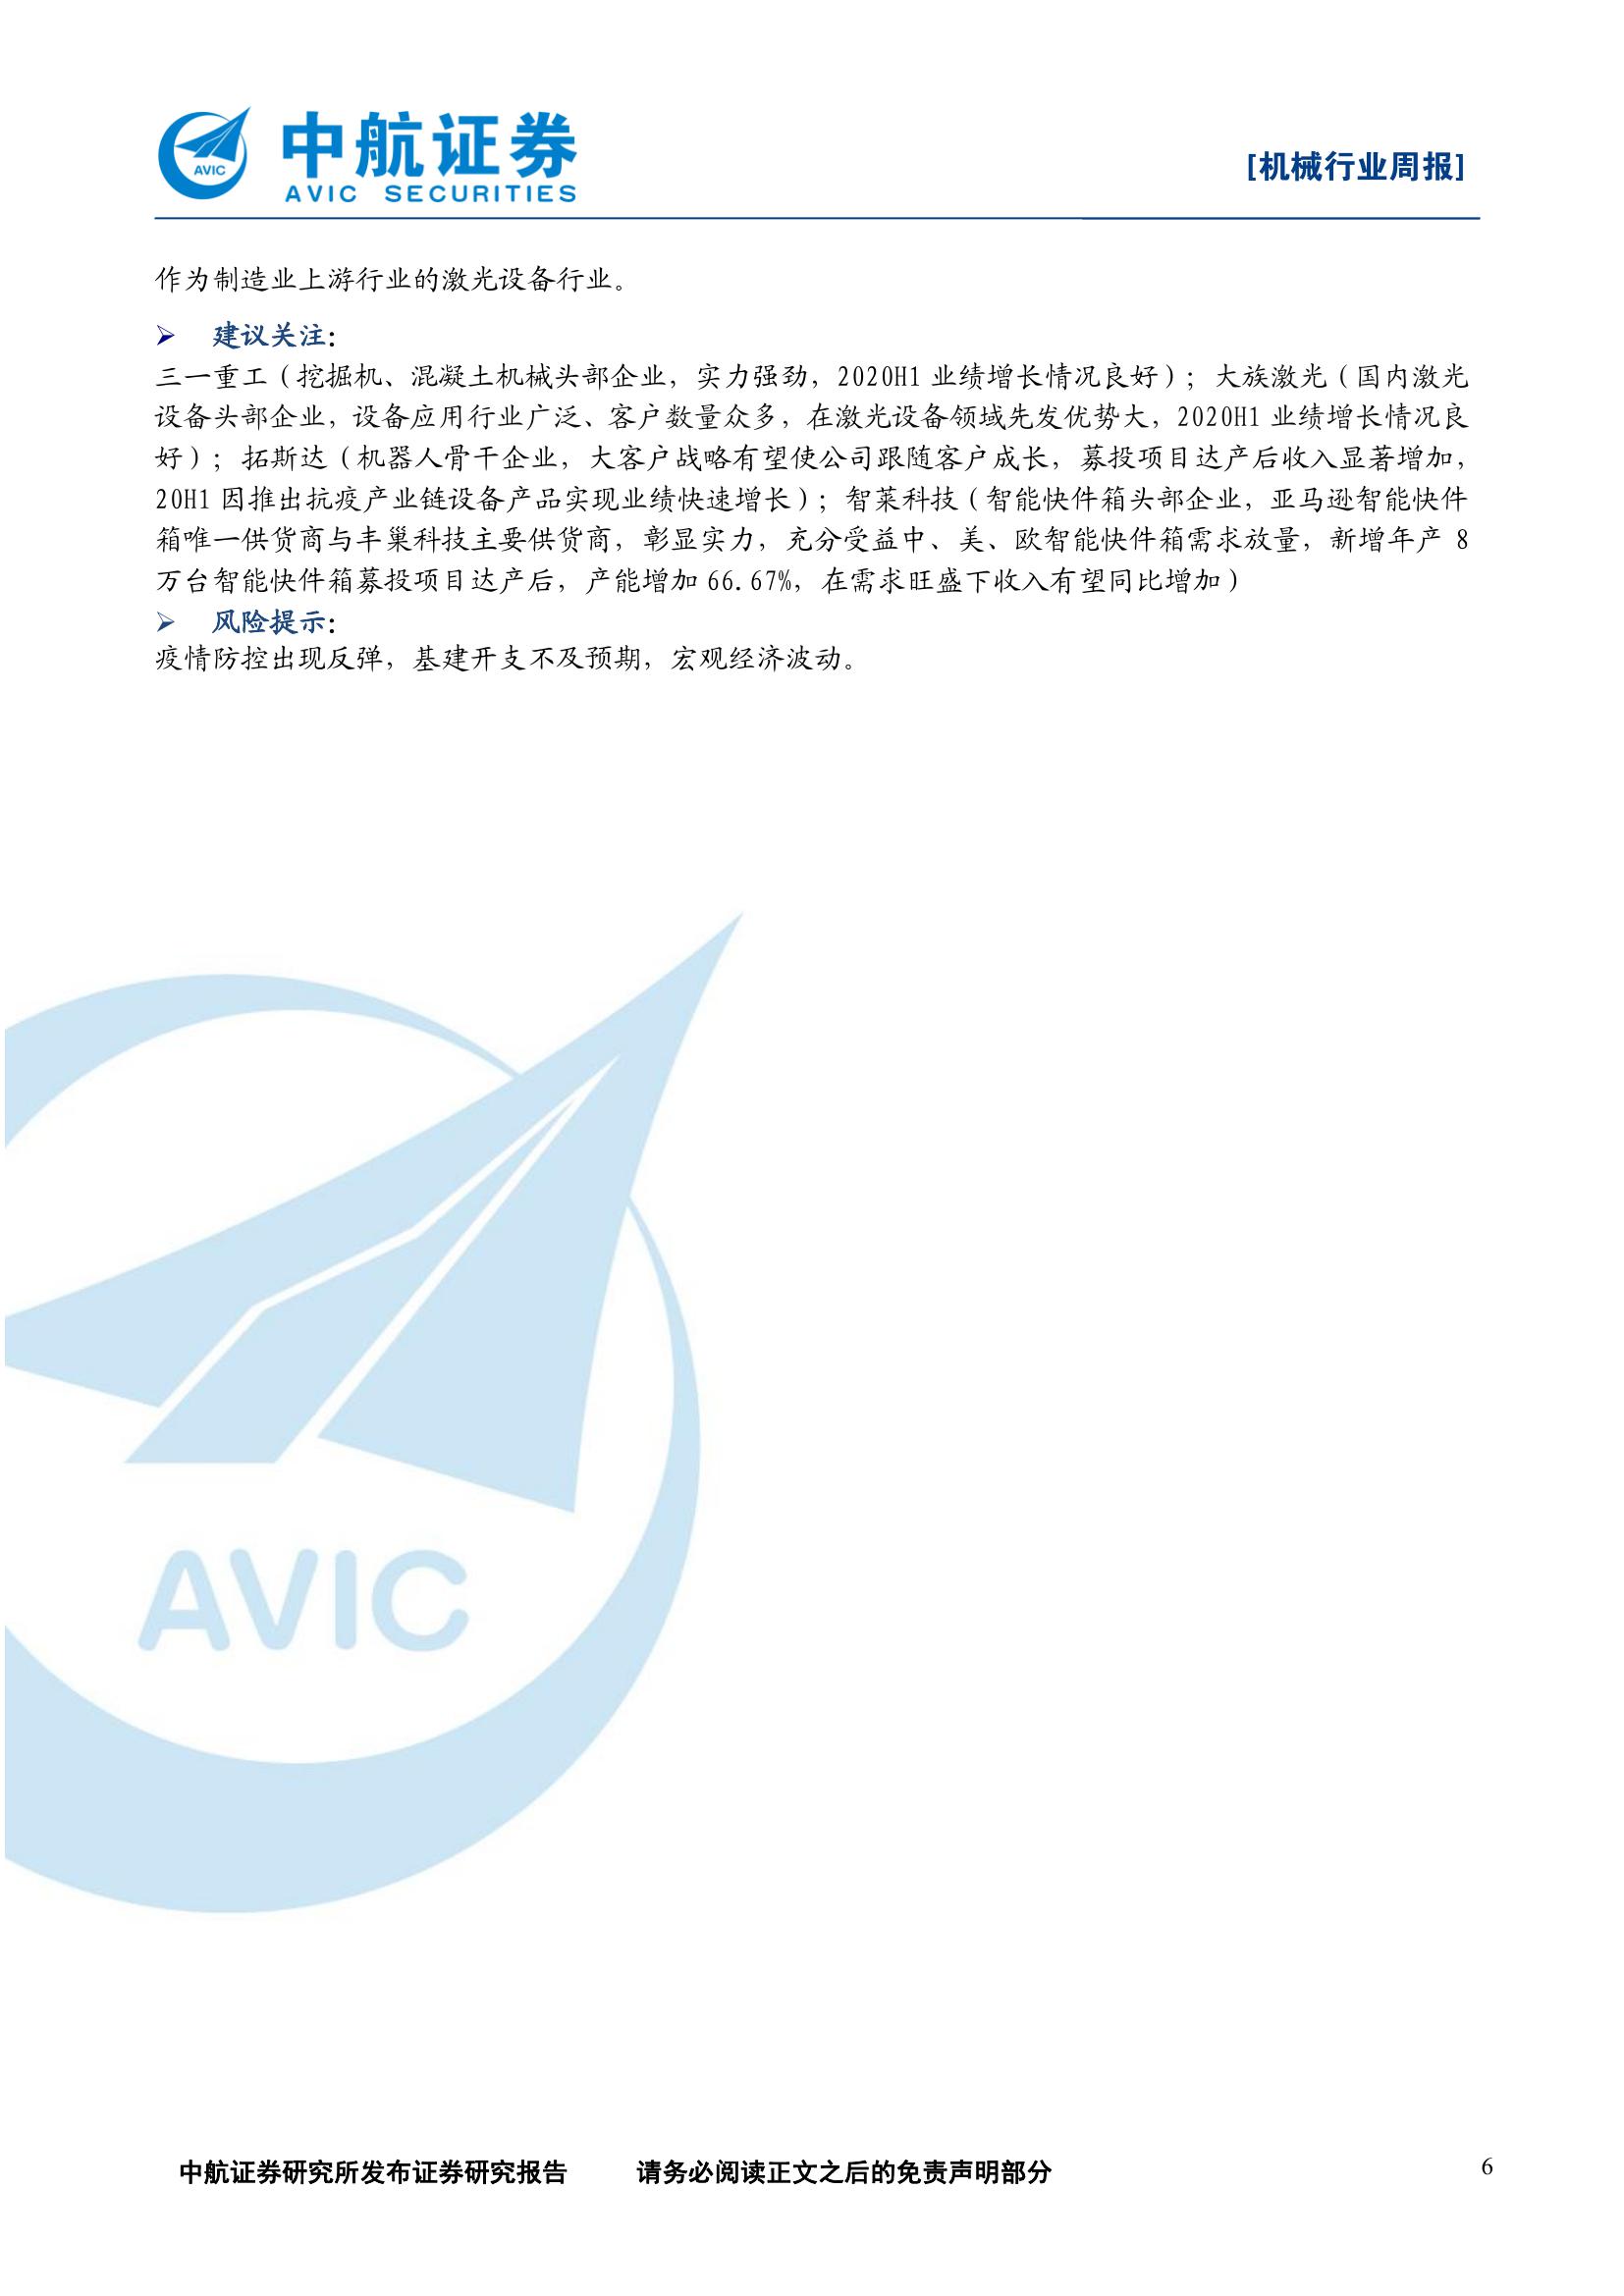 AVIC
中航证券
AVIC SECURITIES
[机械行业周报]
作为制造业上游行业的激光设备行业。
➢ 建议关注：
三一重工（挖掘机、混凝土机械头部企业，实力强劲，2020H1 业绩增长情况良好）；大族激光（国内激光
设备头部企业，设备应用行业广泛、客户数量众多，在激光设备领域先发优势大，2020H1 业绩增长情况良
好）；拓斯达（机器人骨干企业，大客户战略有望使公司跟随客户成长，募投项目达产后收入显著增加，
20H1 因推出抗疫产业链设备产品实现业绩快速增长）；智莱科技（智能快件箱头部企业，亚马逊智能快件
箱唯一供货商与丰巢科技主要供货商，彰显实力，充分受益中、美、欧智能快件箱需求放量，新增年产 8
万台智能快件箱募投项目达产后，产能增加 66.67%，在需求旺盛下收入有望同比增加）
➢ 风险提示：
疫情防控出现反弹，基建开支不及预期，宏观经济波动。
AVIC
中航证券研究所发布证券研究报告 请务必阅读正文之后的免责声明部分 6